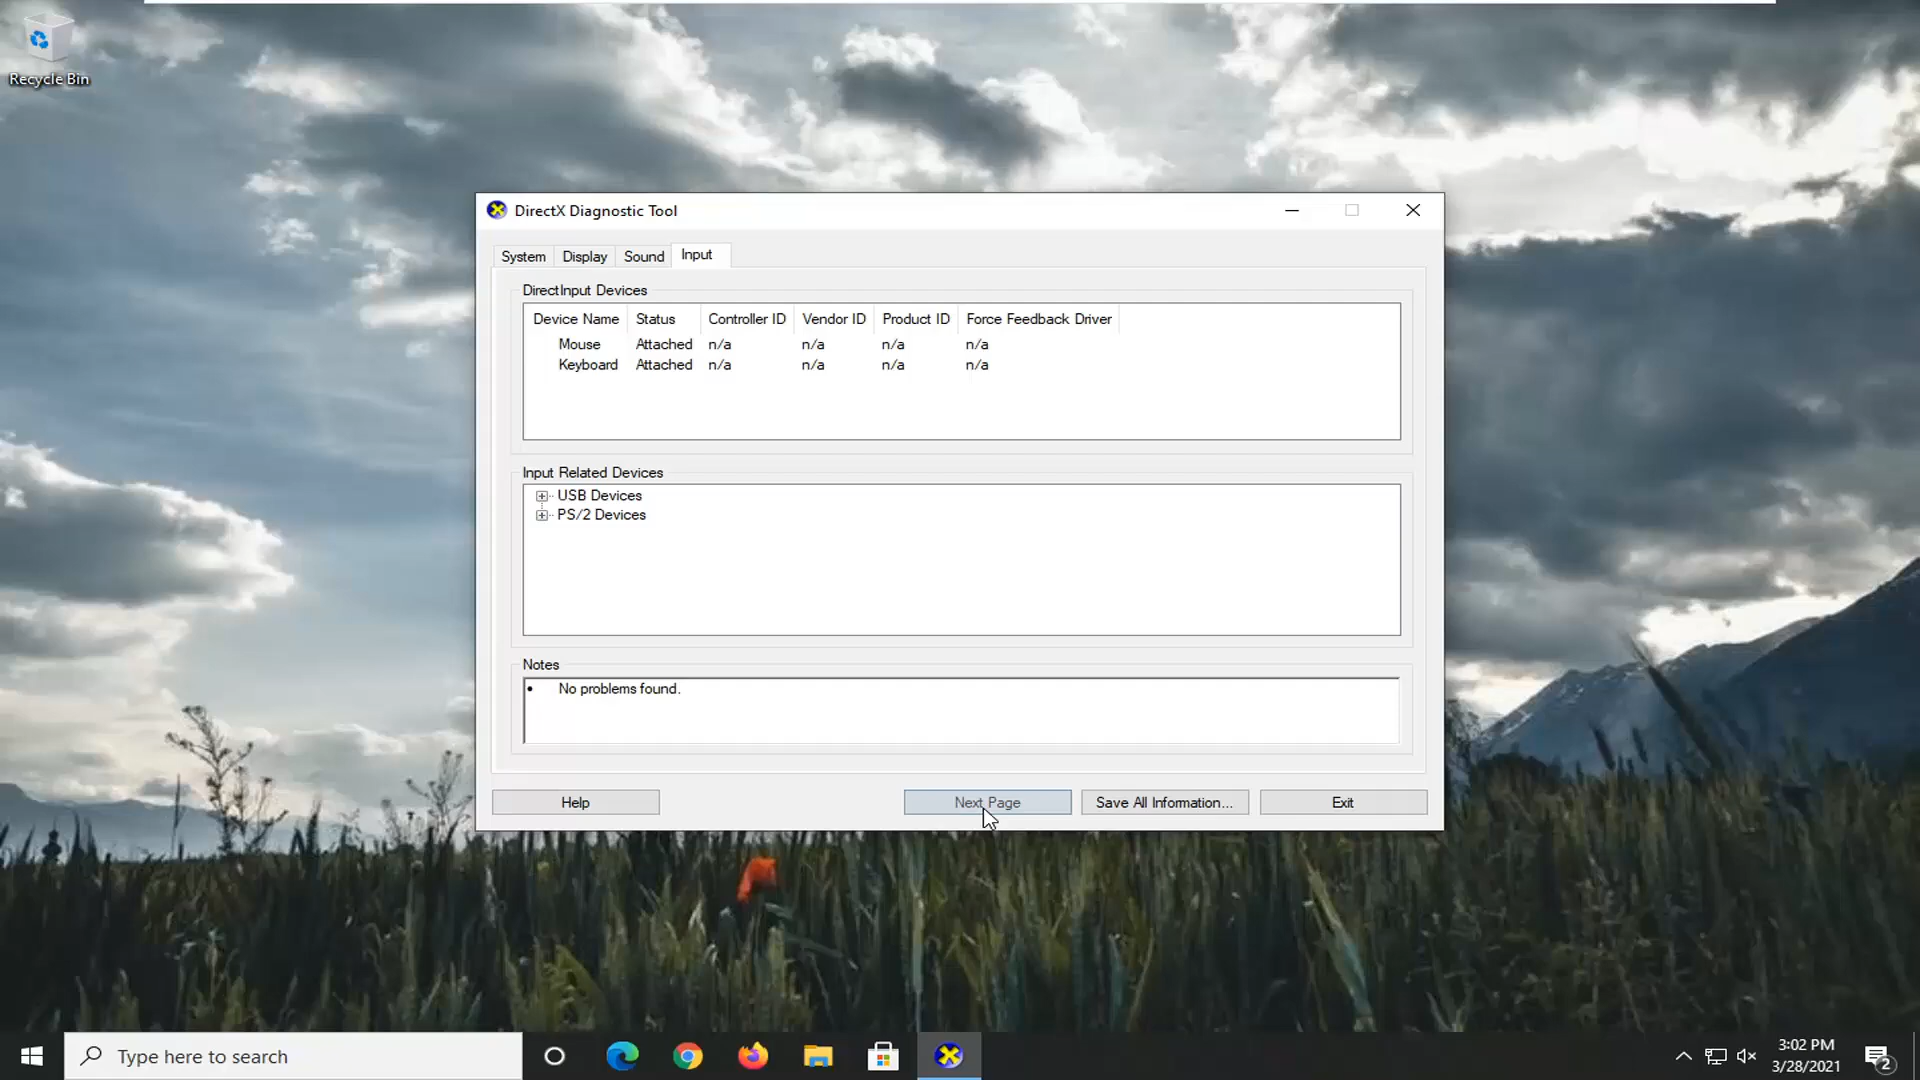 Recycle Bin
DirectX Diagnostic Tool
System Display Sound Input
DirectInput Devices
Device Name Status Controller ID Vendor ID Product ID Force Feedback Driver
Mouse Attached n/a n/a n/a n/a
Keyboard Attached n/a n/a n/a n/a
Input Related Devices
USB Devices
PS/2 Devices
Notes
• No problems found.
Help Next Page Save All Information... Exit
Type here to search
3:02 PM
3/28/2021
2